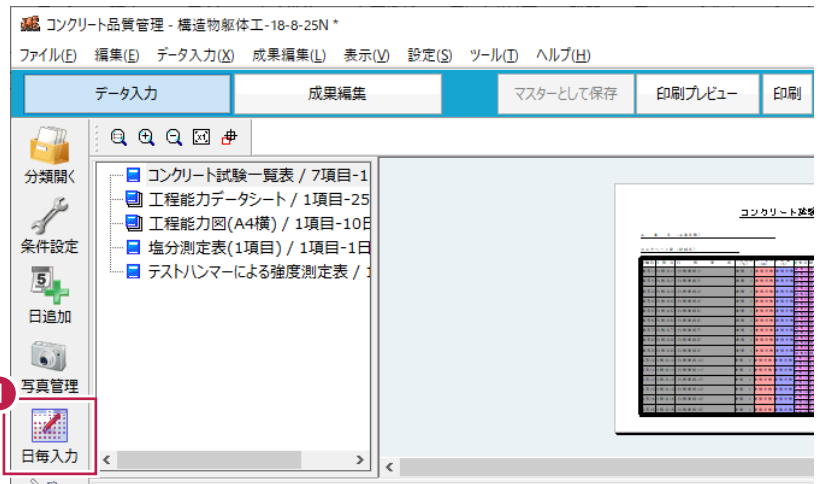 コンクリート品質管理 - 構造物躯体工-18-8-25N *
ファイル(F) 編集(E) データ入力(X) 成果編集(L) 表示(V) 設定(S) ツール(T) ヘルプ(H)
データ入力 成果編集 マスターとして保存 印刷プレビュー 印刷
分類開く
条件設定
5
日追加
写真管理
1
日毎入力
コンクリート試験一覧表 / 7項目-1
工程能力データシート / 1項目-25
工程能力図(A4横) / 1項目-10日
塩分測定表(1項目) / 1項目-1日
テストハンマーによる強度測定表 / 1
コンクリート試験